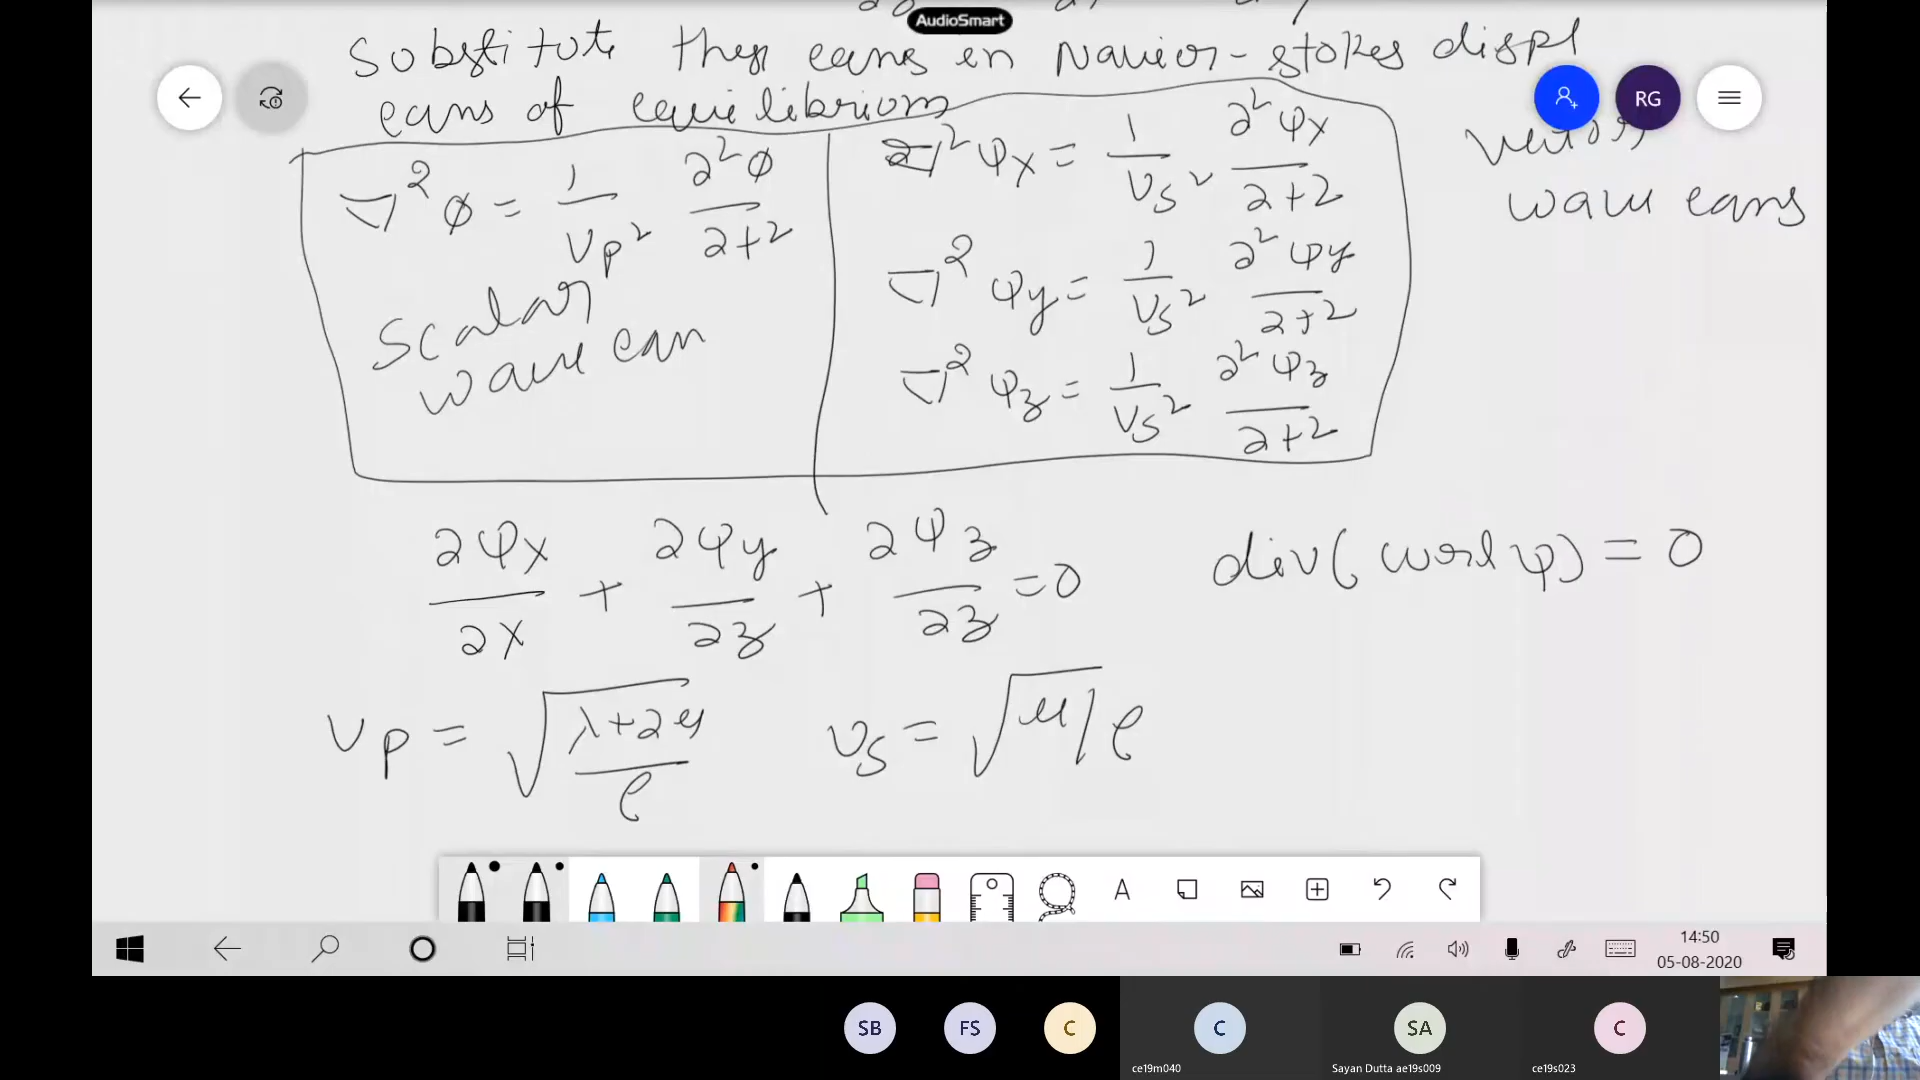 AudioSmart
Substitute these eqns in Navier-Stokes displ
eqns of equilibrium
RG
∇²φ = 1/Vp² ∂²φ/∂t²
scalar
wave eqn
∇²ψx = 1/Vs² ∂²ψx/∂t²
∇²ψy = 1/Vs² ∂²ψy/∂t²
∇²ψz = 1/Vs² ∂²ψz/∂t²
vector
wave eqns
∂ψx/∂x + ∂ψy/∂z + ∂ψz/∂z = 0
div(curl ψ) = 0
Vp = √((λ+2μ)/ρ)
Vs = √(μ/ρ)
A
14:50
05-08-2020
SB
FS
C
C
SA
C
ce19m040
Sayan Dutta ae19s009
ce19s023